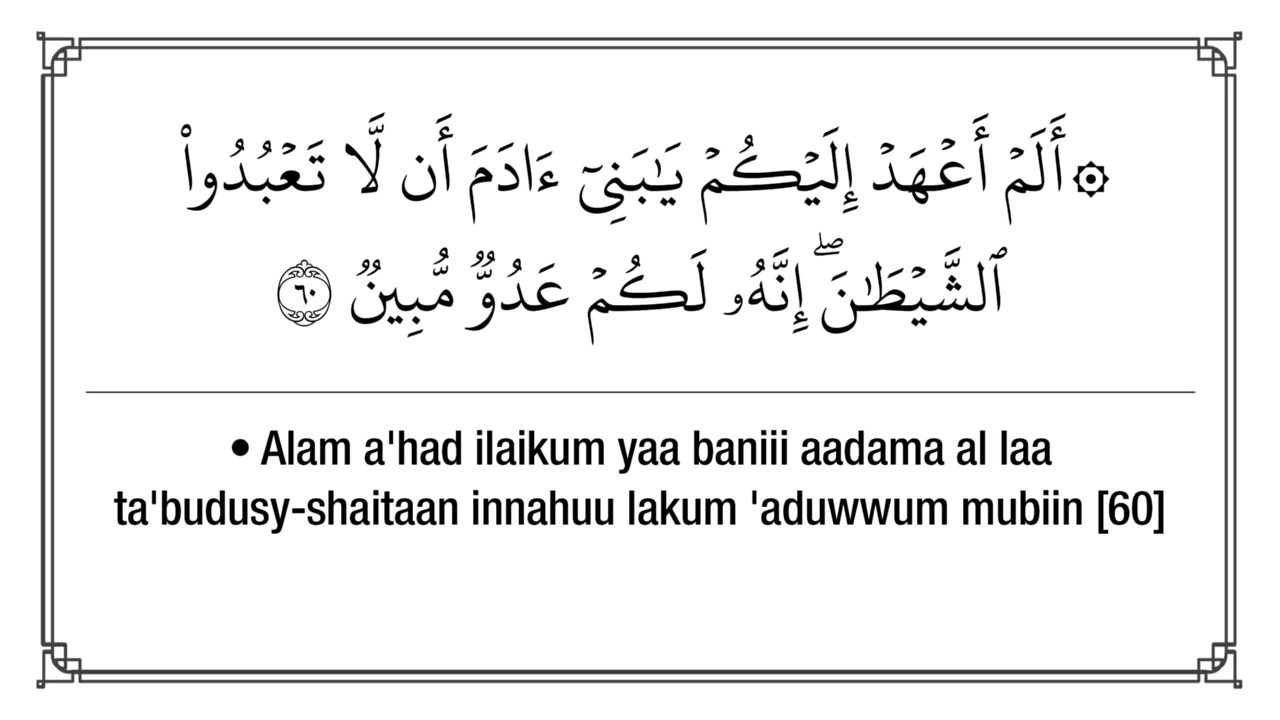 ۞ أَلَمۡ أَعۡهَدۡ إِلَيۡكُمۡ يَٰبَنِيٓ ءَادَمَ أَن لَّا تَعۡبُدُواْ
ٱلشَّيۡطَٰنَۖ إِنَّهُۥ لَكُمۡ عَدُوّٞ مُّبِينٞ ٦٠
• Alam a'had ilaikum yaa baniii aadama al laa
ta'budusy-shaitaan innahuu lakum 'aduwwum mubiin [60]